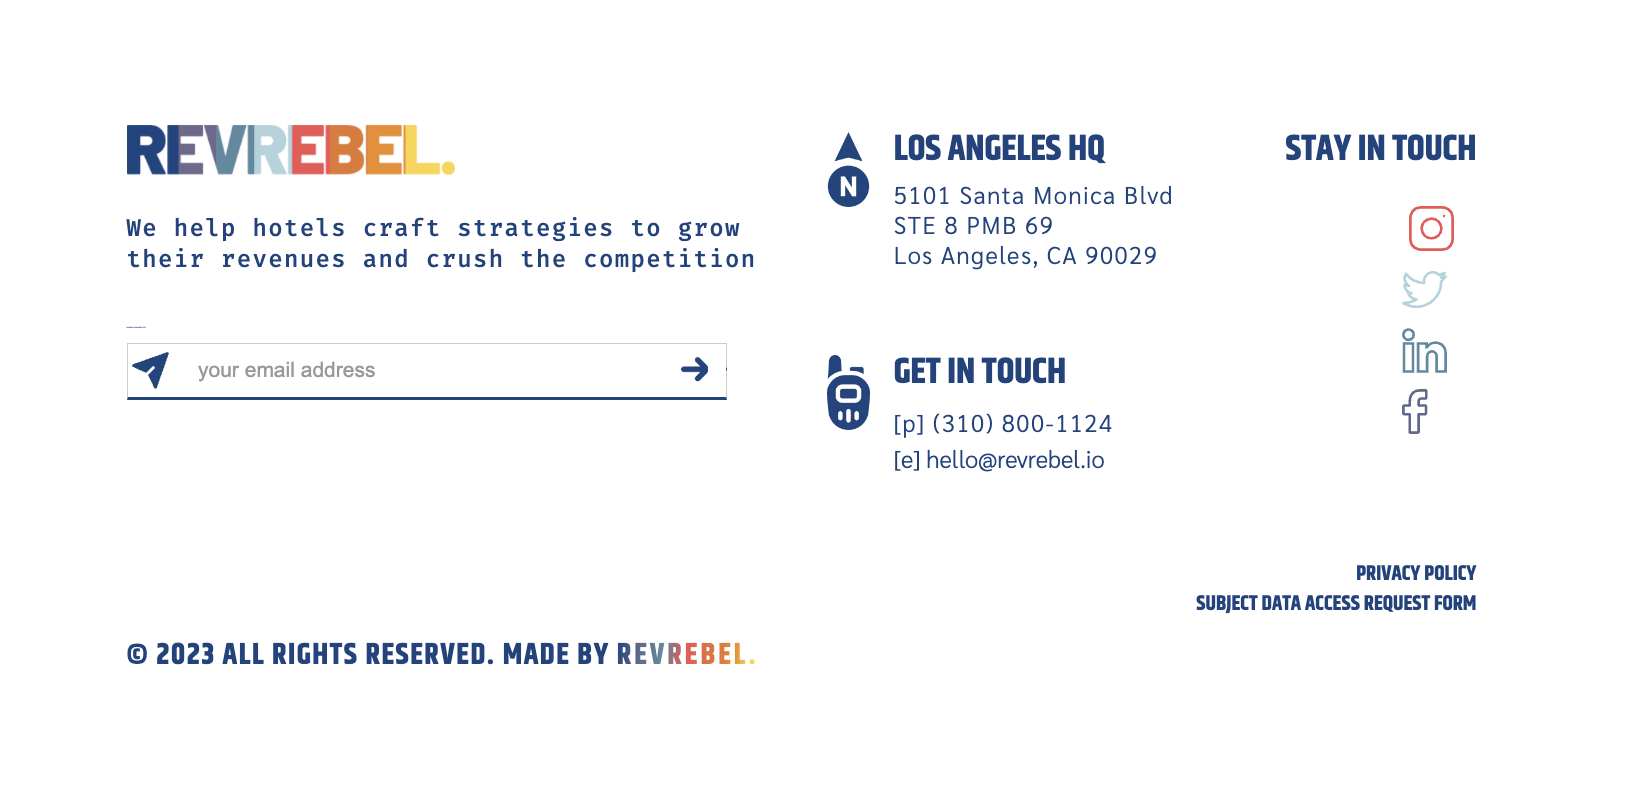 REVREBEL.
We help hotels craft strategies to grow
their revenues and crush the competition
your email address
N
LOS ANGELES HQ
5101 Santa Monica Blvd
STE 8 PMB 69
Los Angeles, CA 90029
GET IN TOUCH
[p] (310) 800-1124
[e] hello@revrebel.io
STAY IN TOUCH
in
f
PRIVACY POLICY
SUBJECT DATA ACCESS REQUEST FORM
© 2023 ALL RIGHTS RESERVED. MADE BY REVREBEL.